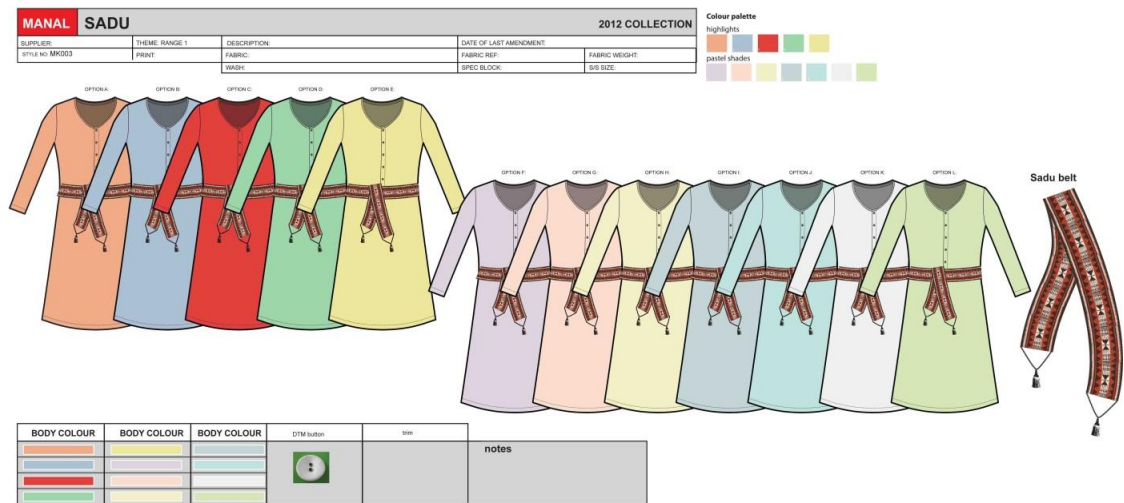 MANAL SADU 2012 COLLECTION
SUPPLIER: THEME: RANGE 1 DESCRIPTION: DATE OF LAST AMENDMENT:
STYLE NO: MK003 PRINT: FABRIC: FABRIC REF: FABRIC WEIGHT:
WASH: SPEC BLOCK: S/S SIZE:
Colour palette
highlights
pastel shades
OPTION A: OPTION B: OPTION C: OPTION D: OPTION E:
OPTION F: OPTION G: OPTION H: OPTION I: OPTION J: OPTION K: OPTION L:
Sadu belt
BODY COLOUR BODY COLOUR BODY COLOUR DTM button trim
notes